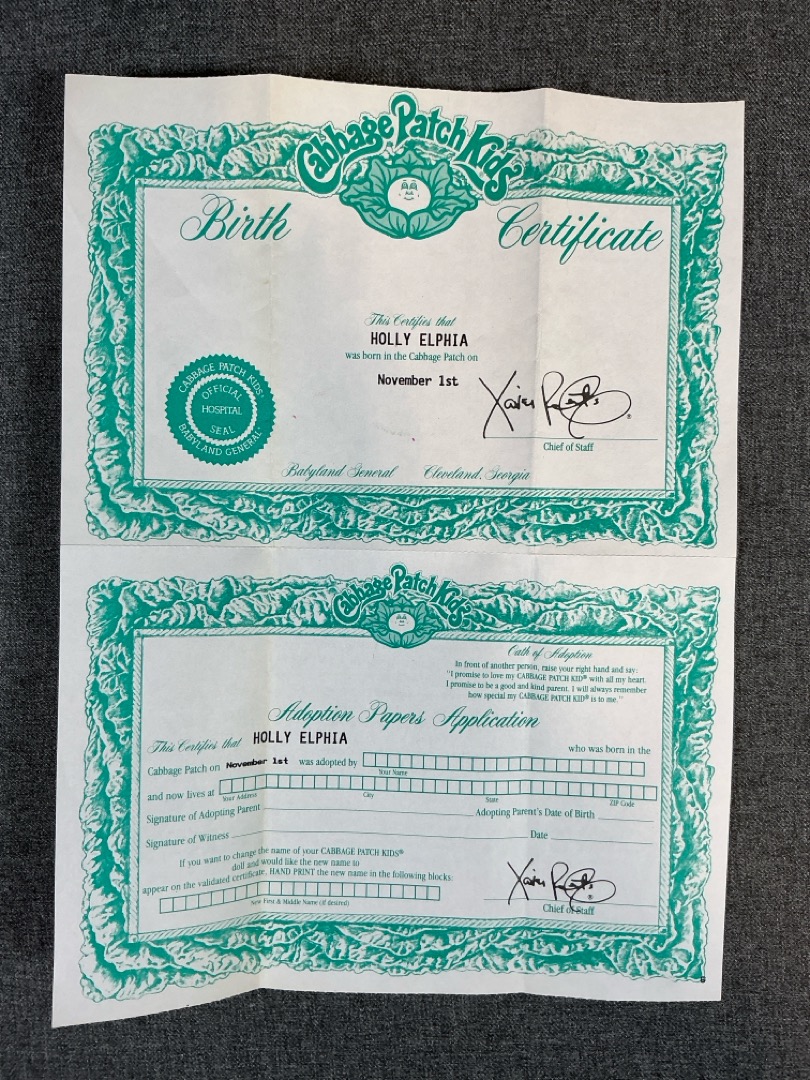 Cabbage Patch Kids®
Birth Certificate
This Certifies that
HOLLY ELPHIA
was born in the Cabbage Patch on
November 1st
CABBAGE PATCH KIDS®
OFFICIAL
HOSPITAL
SEAL
BABYLAND GENERAL®
Xavier Roberts®
Chief of Staff
Babyland General Cleveland, Georgia
Cabbage Patch Kids®
Oath of Adoption
In front of another person, raise your right hand and say:
"I promise to love my CABBAGE PATCH KID® with all my heart.
I promise to be a good and kind parent. I will always remember
how special my CABBAGE PATCH KID® is to me."
Adoption Papers Application
This Certifies that HOLLY ELPHIA who was born in the
Cabbage Patch on November 1st was adopted by
Your Name
and now lives at
Your Address City State ZIP Code
Signature of Adopting Parent Adopting Parent's Date of Birth
Signature of Witness Date
If you want to change the name of your CABBAGE PATCH KIDS®
doll and would like the new name to
appear on the validated certificate, HAND PRINT the new name in the following blocks:
New First & Middle Name (if desired)
Xavier Roberts®
Chief of Staff